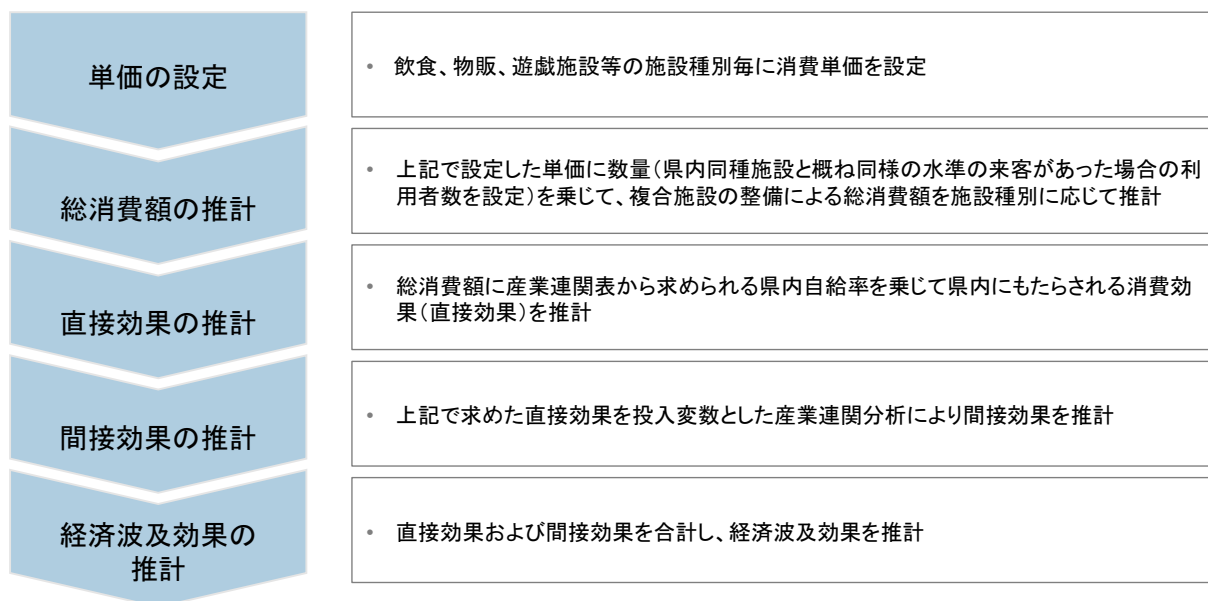 単価の設定
• 飲食、物販、遊戯施設等の施設種別毎に消費単価を設定
総消費額の推計
• 上記で設定した単価に数量（県内同種施設と概ね同様の水準の来客があった場合の利
用者数を設定）を乗じて、複合施設の整備による総消費額を施設種別に応じて推計
直接効果の推計
• 総消費額に産業連関表から求められる県内自給率を乗じて県内にもたらされる消費効
果（直接効果）を推計
間接効果の推計
• 上記で求めた直接効果を投入変数とした産業連関分析により間接効果を推計
経済波及効果の
推計
• 直接効果および間接効果を合計し、経済波及効果を推計